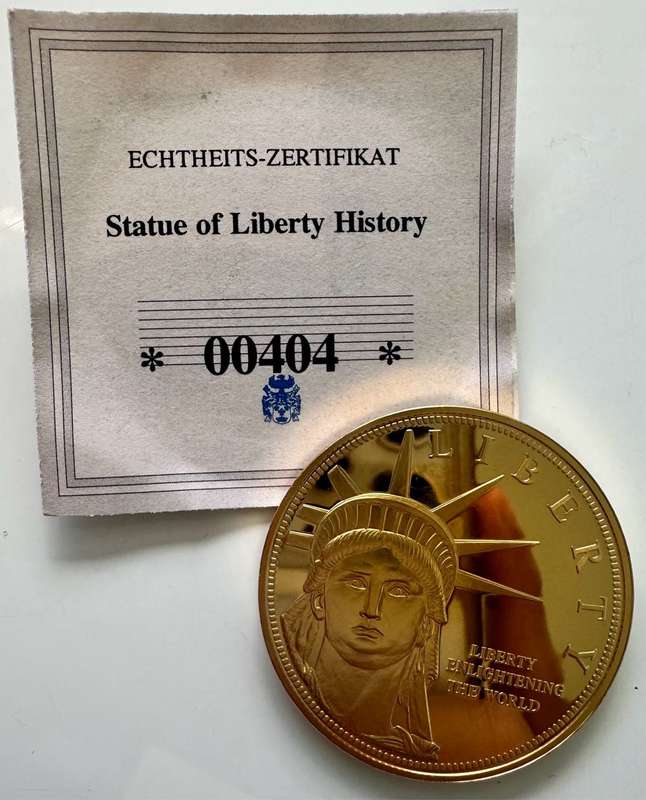 ECHTHEITS-ZERTIFIKAT
Statue of Liberty History
* 00404 *
LIBERTY
LIBERTY
ENLIGHTENING
THE WORLD